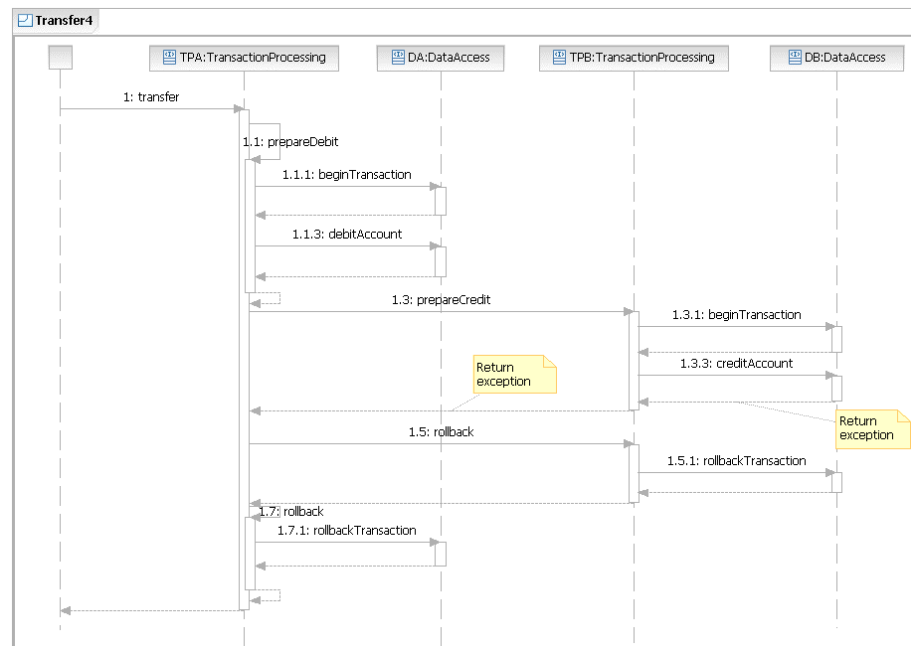 Transfer4
TPA:TransactionProcessing
DA:DataAccess
TPB:TransactionProcessing
DB:DataAccess
1: transfer
1.1: prepareDebit
1.1.1: beginTransaction
1.1.3: debitAccount
1.3: prepareCredit
1.3.1: beginTransaction
1.3.3: creditAccount
Return
exception
Return
exception
1.5: rollback
1.5.1: rollbackTransaction
1.7: rollback
1.7.1: rollbackTransaction